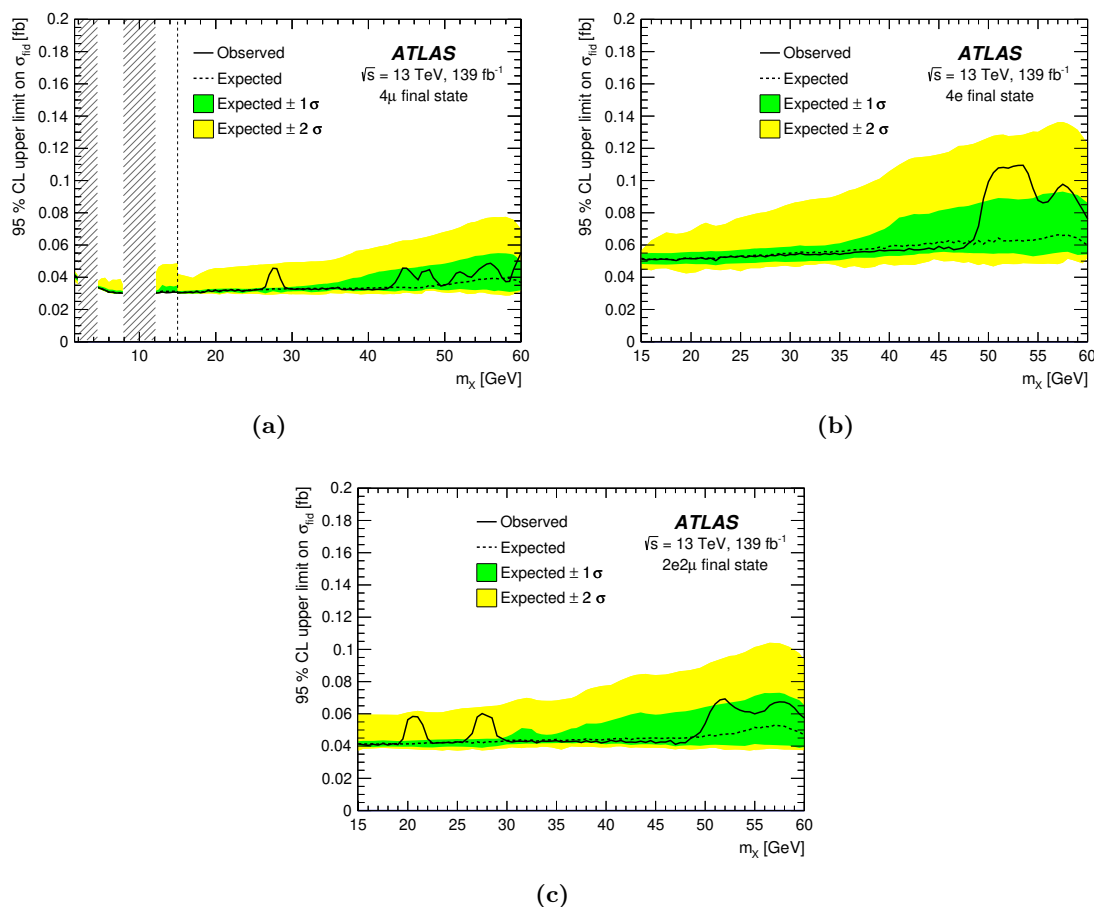 95 % CL upper limit on σfid [fb]
0.2
0.18
0.16
0.14
0.12
0.1
0.08
0.06
0.04
0.02
0
Observed
Expected
Expected ± 1 σ
Expected ± 2 σ
ATLAS
√s = 13 TeV, 139 fb-1
4μ final state
10 20 30 40 50 60
mX [GeV]
(a)
95 % CL upper limit on σfid [fb]
0.2
0.18
0.16
0.14
0.12
0.1
0.08
0.06
0.04
0.02
0
Observed
Expected
Expected ± 1 σ
Expected ± 2 σ
ATLAS
√s = 13 TeV, 139 fb-1
4e final state
15 20 25 30 35 40 45 50 55 60
mX [GeV]
(b)
95 % CL upper limit on σfid [fb]
0.2
0.18
0.16
0.14
0.12
0.1
0.08
0.06
0.04
0.02
0
Observed
Expected
Expected ± 1 σ
Expected ± 2 σ
ATLAS
√s = 13 TeV, 139 fb-1
2e2μ final state
15 20 25 30 35 40 45 50 55 60
mX [GeV]
(c)